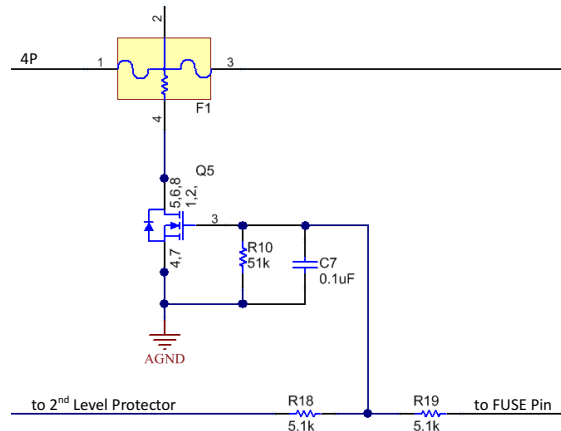 2
4P
1
3
F1
4
Q5
5,6,8
1,2,
3
4,7
R10
51k
C7
0.1uF
AGND
to 2nd Level Protector
R18
5.1k
R19
5.1k
to FUSE Pin